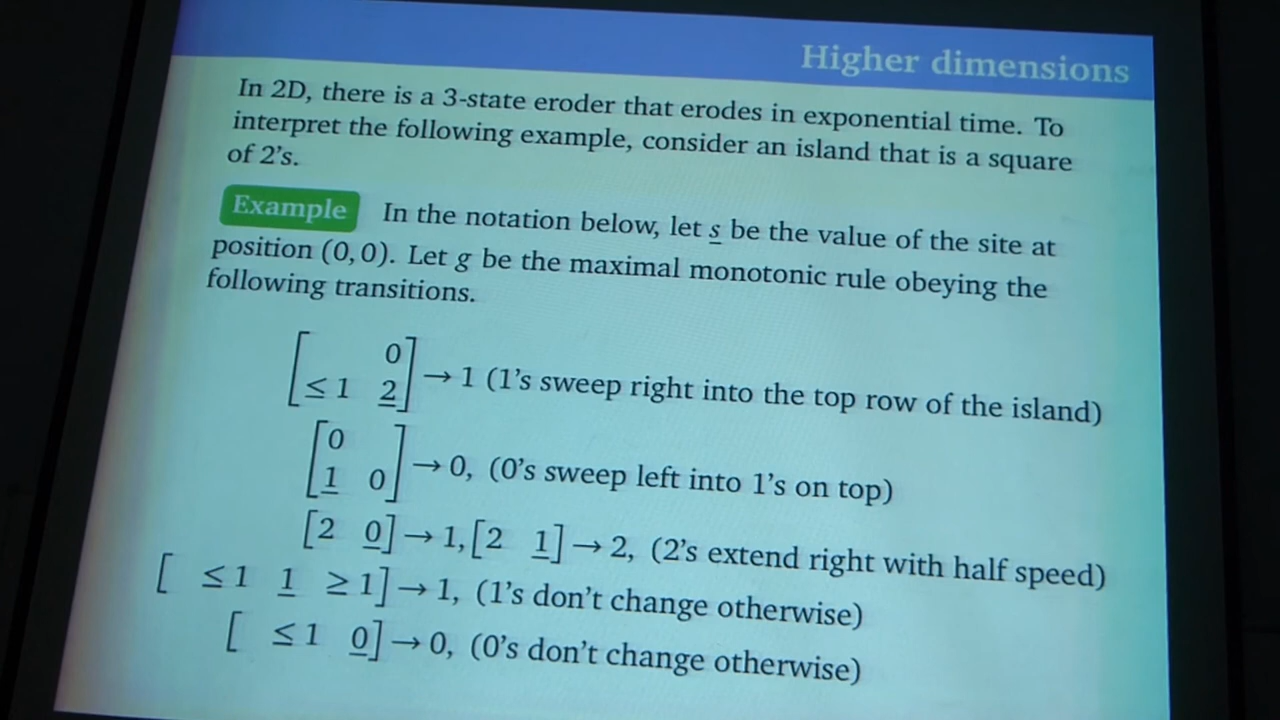 Higher dimensions
In 2D, there is a 3-state eroder that erodes in exponential time. To
interpret the following example, consider an island that is a square
of 2's.
Example In the notation below, let s be the value of the site at
position (0, 0). Let g be the maximal monotonic rule obeying the
following transitions.
[ 0
≤ 1 2 ] → 1 (1's sweep right into the top row of the island)
[ 0
1 0 ] → 0, (0's sweep left into 1's on top)
[2 0] → 1, [2 1] → 2, (2's extend right with half speed)
[ ≤ 1 1 ≥ 1] → 1, (1's don't change otherwise)
[ ≤ 1 0] → 0, (0's don't change otherwise)